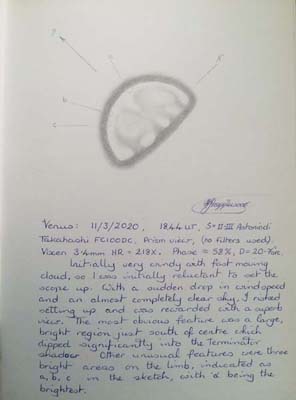 P
a
b
c
Venus: 11/3/2020, 1844 UT, S=II-III Antoniadi
Takahashi FC100DC. Prism view, (no filters used).
Vixen 3.4mm HR = 218X. Phase = 58%, D=20.
Initially very windy with fast moving
cloud, so I was initially reluctant to set the
scope up. With a sudden drop in windspeed
and an almost completely clear sky, I risked
setting up and was rewarded with a superb
view. The most obvious feature was a large,
bright region just south of centre which
dipped significantly into the Terminator
shadow. Other unusual features were three
bright areas on the limb, indicated as
a, b, c in the sketch, with 'a' being the
brightest.